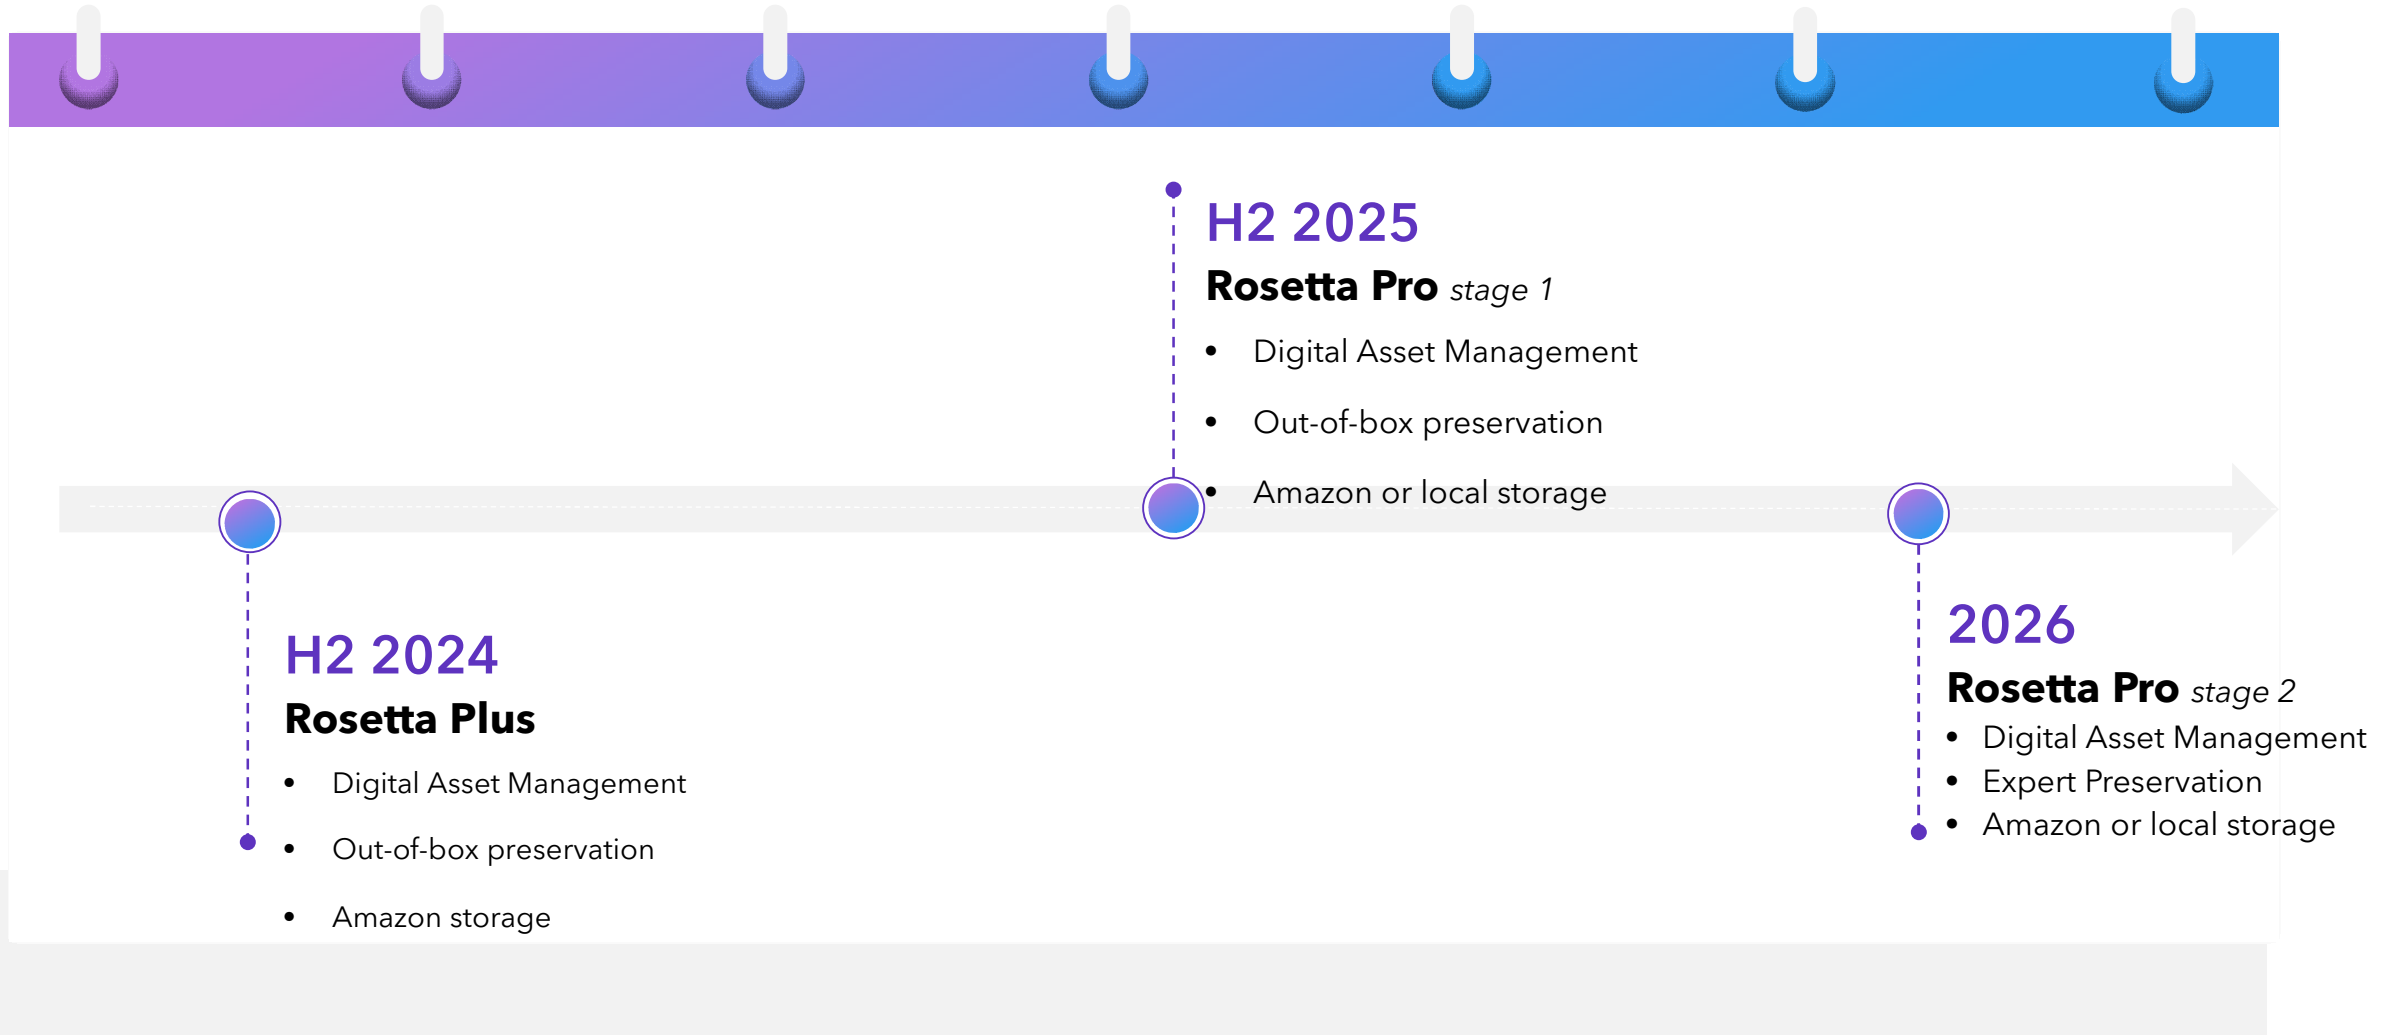 H2 2025
Rosetta Pro stage 1
• Digital Asset Management
• Out-of-box preservation
• Amazon or local storage
H2 2024
Rosetta Plus
• Digital Asset Management
• Out-of-box preservation
• Amazon storage
2026
Rosetta Pro stage 2
• Digital Asset Management
• Expert Preservation
• Amazon or local storage